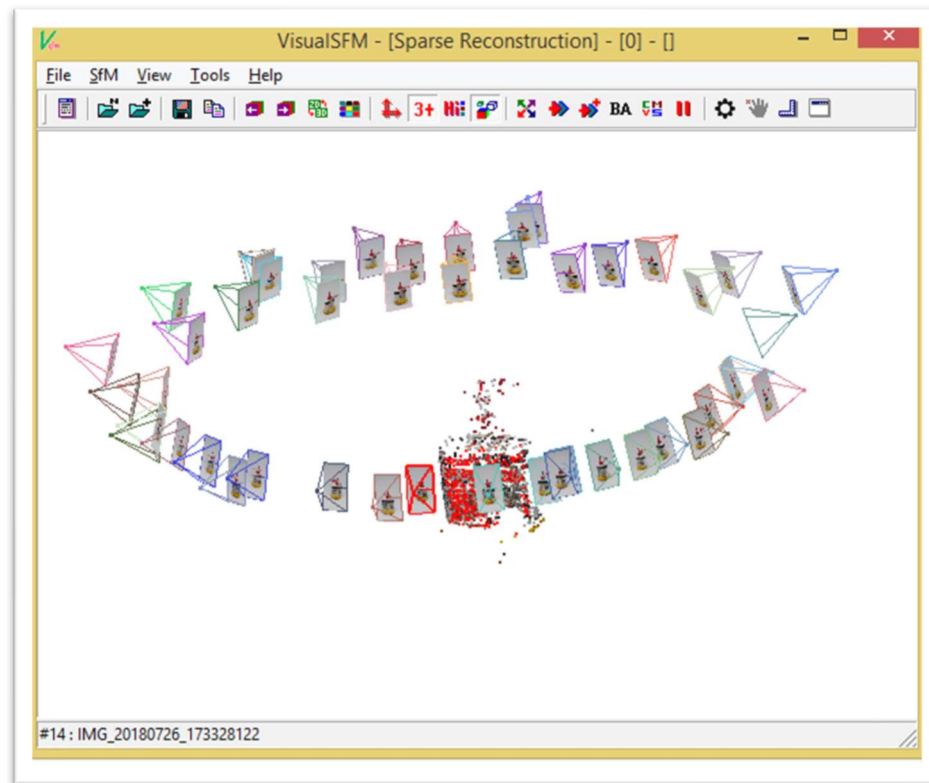 VisualSFM - [Sparse Reconstruction] - [0] - []
File SfM View Tools Help
3+ BA
#14 : IMG_20180726_173328122